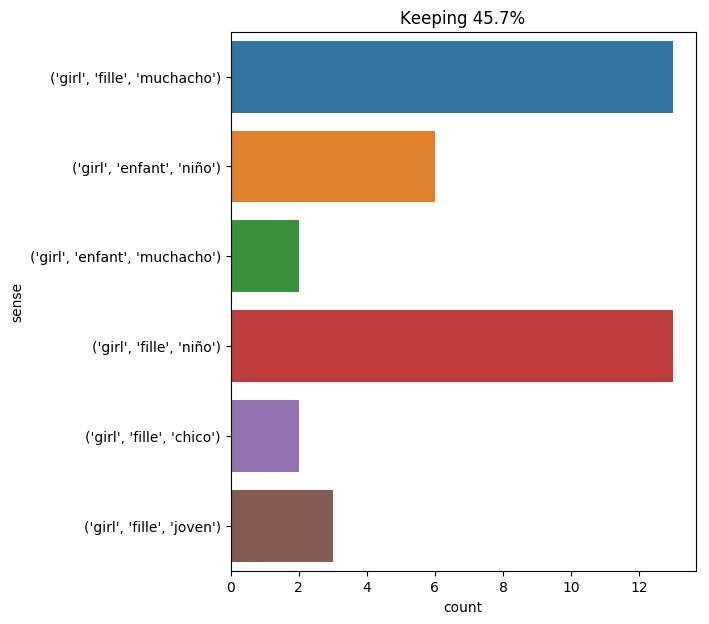 Keeping 45.7%
('girl', 'fille', 'muchacho')
('girl', 'enfant', 'niño')
('girl', 'enfant', 'muchacho')
('girl', 'fille', 'niño')
('girl', 'fille', 'chico')
('girl', 'fille', 'joven')
sense
0 2 4 6 8 10 12
count